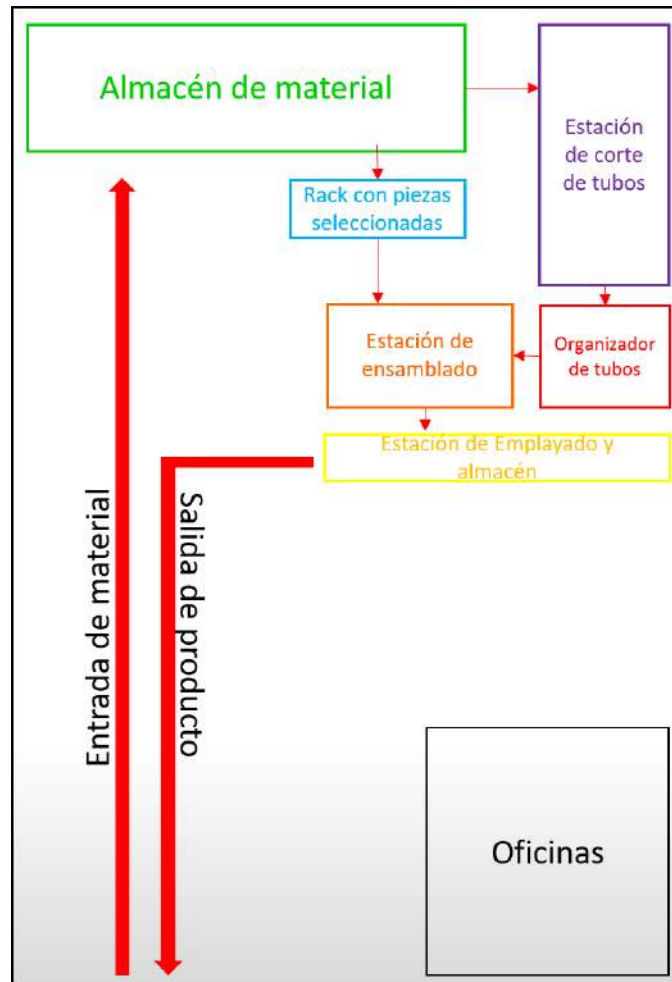 Almacén de material
Estación
de corte
de tubos
Rack con piezas
seleccionadas
Estación de
ensamblado
Organizador
de tubos
Estación de Emplayado y
almacén
Entrada de material
Salida de producto
Oficinas